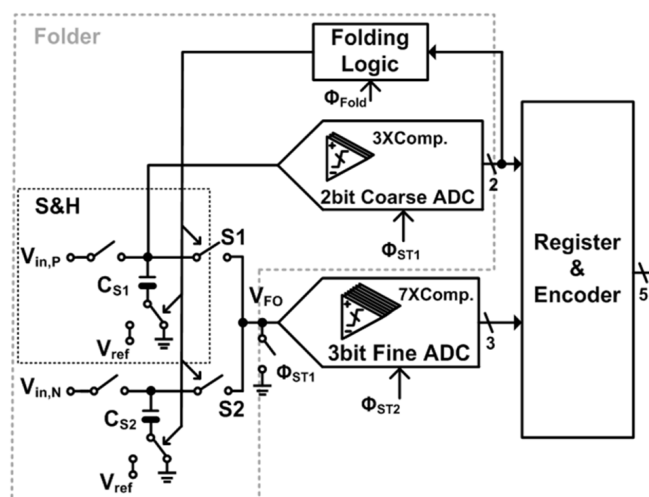 Folder
Folding
Logic
ΦFold
+
3XComp.
−
2bit Coarse ADC
2
ΦST1
S&H
Vin,P
S1
CS1
Vref
VFO
+
7XComp.
−
3bit Fine ADC
3
ΦST1
ΦST2
Vin,N
S2
CS2
Vref
Register
&
Encoder
5